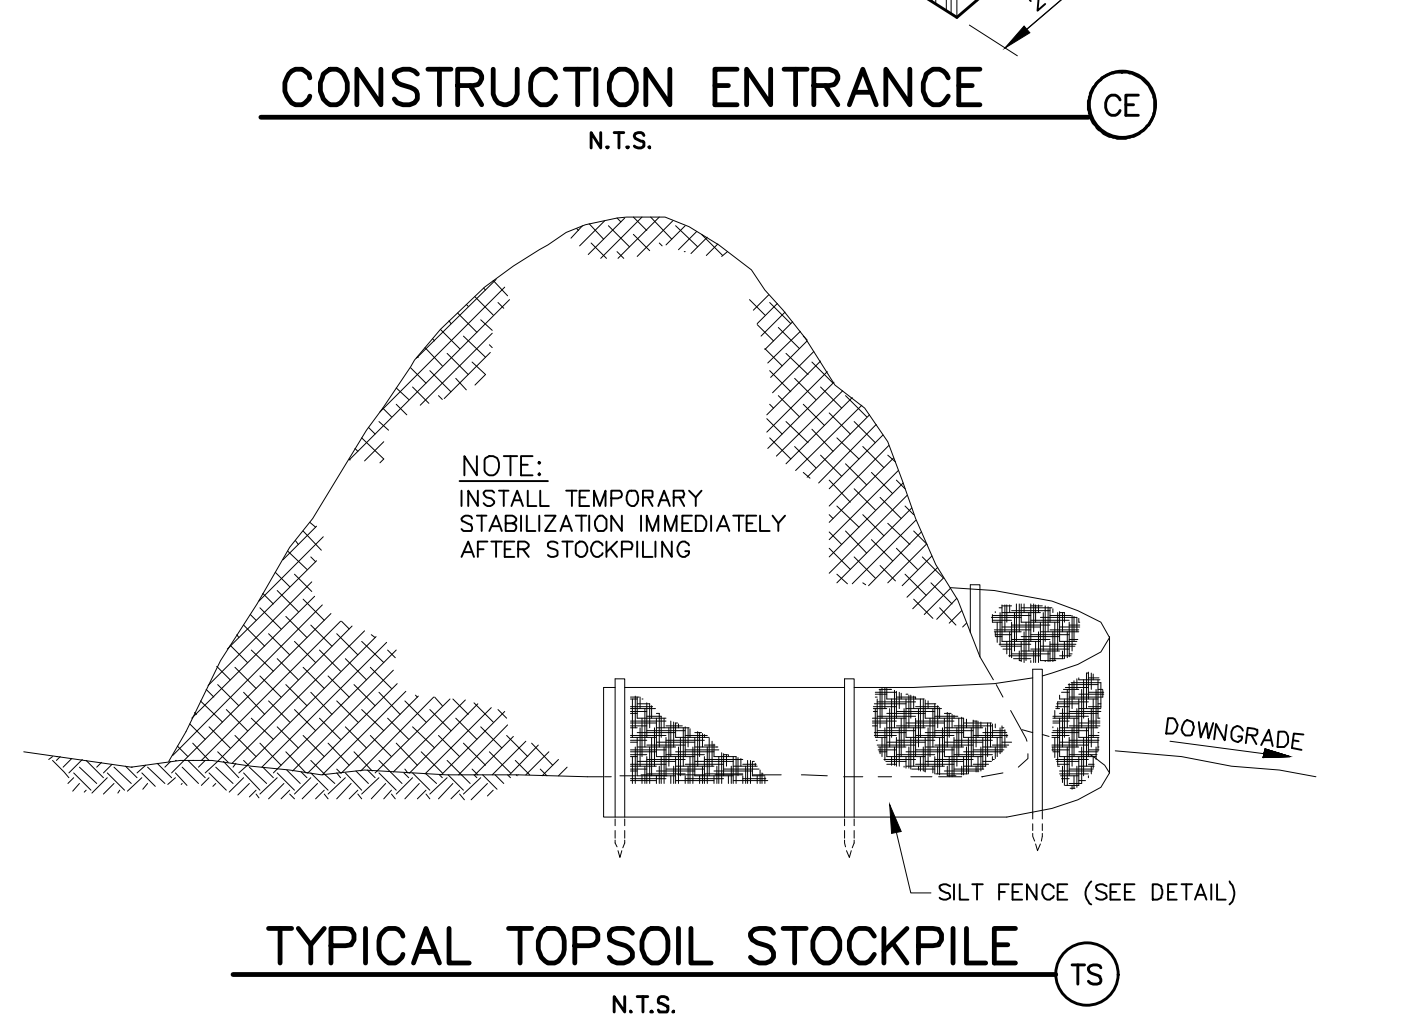 CONSTRUCTION ENTRANCE
CE
N.T.S.
NOTE:
INSTALL TEMPORARY
STABILIZATION IMMEDIATELY
AFTER STOCKPILING
DOWNGRADE
SILT FENCE (SEE DETAIL)
TYPICAL TOPSOIL STOCKPILE
TS
N.T.S.